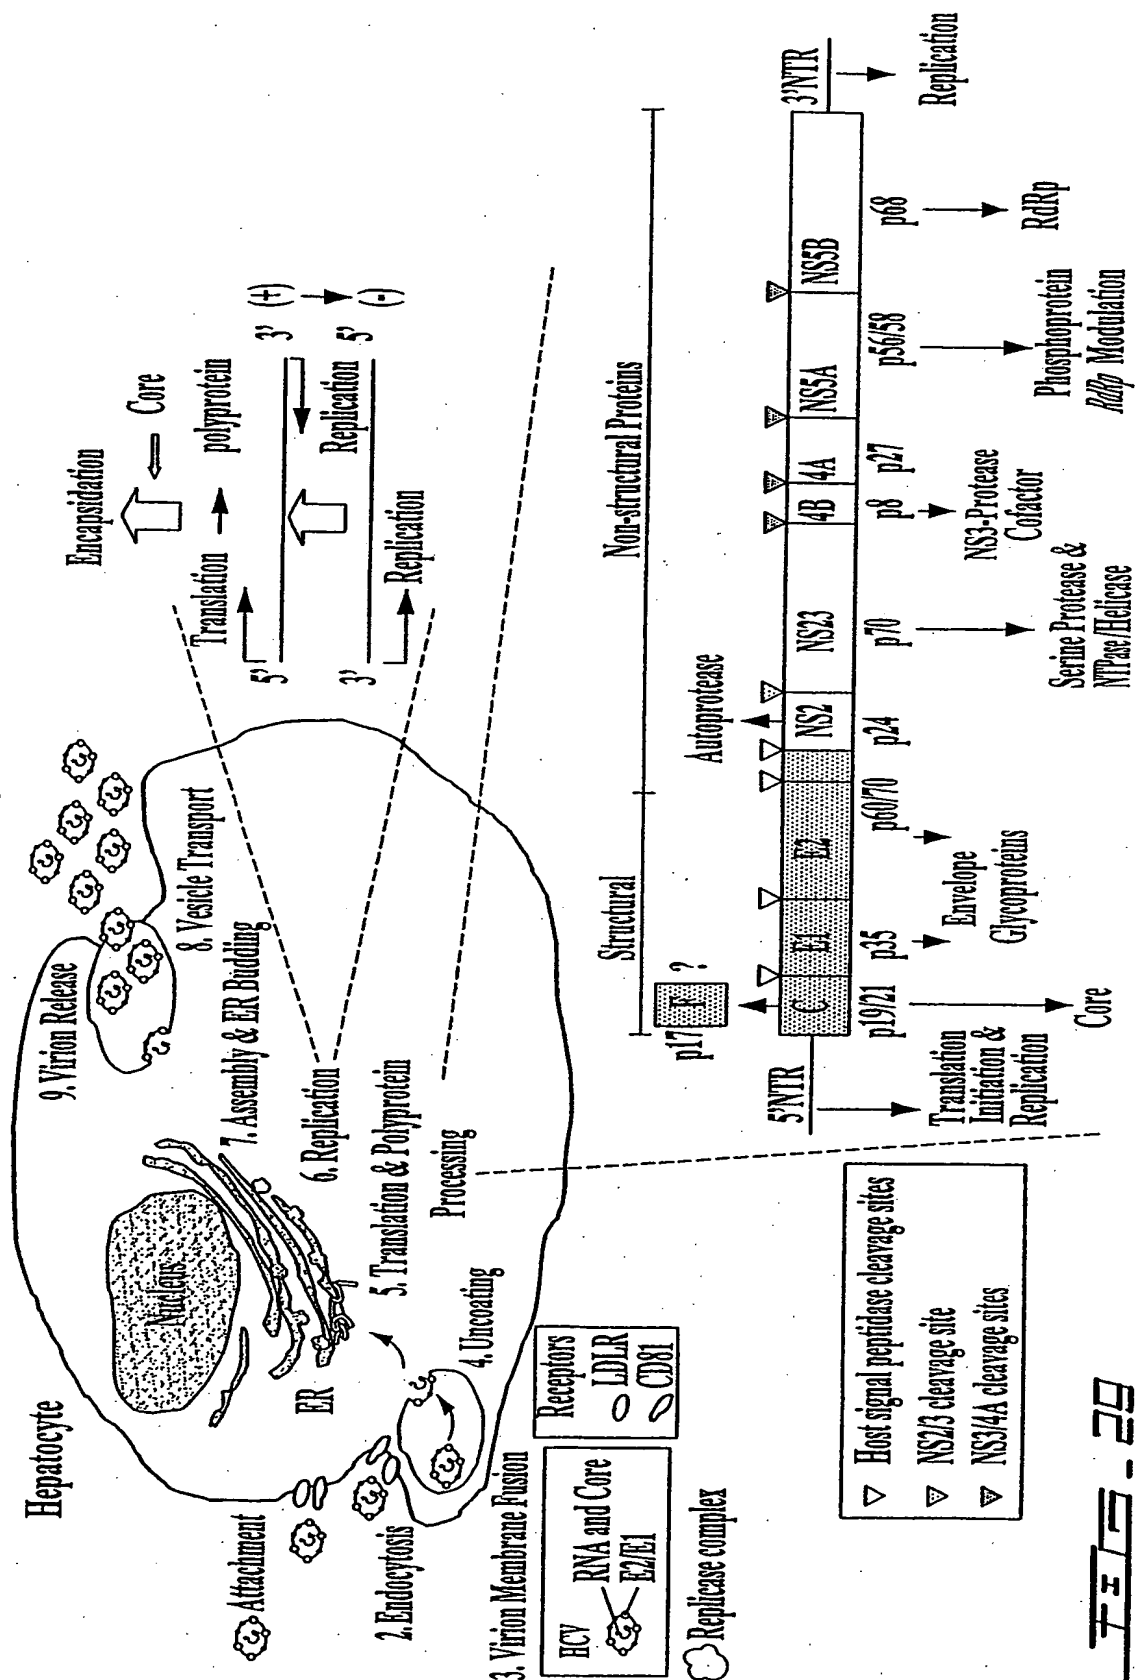 Hepatocyte
Attachment
2. Endocytosis
3. Virion Membrane Fusion
4. Uncoating
Nucleus
ER
5. Translation & Polyprotein
Processing
6. Replication
7. Assembly & ER Budding
8. Vesicle Transport
9. Virion Release
HCV
RNA and Core
E2/E1
Receptors
LDLR
CD81
Replicase complex
Encapsidation
Core
Translation
polyprotein
5'
3'
(+)
Replication
3'
5'
(-)
Replication
Structural
Non-structural Proteins
p17
F
?
Autoprotease
5'NTR
C
E1
E2
NS2
NS23
4B
4A
NS5A
NS5B
3'NTR
p19/21
p35
p60/70
p24
p70
p8
p27
p56/58
p68
Translation
Initiation &
Replication
Core
Envelope
Glycoproteins
Serine Protease &
NTPase/Helicase
NS3-Protease
Cofactor
Phosphoprotein
RdRp Modulation
RdRp
Replication
Host signal peptidase cleavage sites
NS2/3 cleavage site
NS3/4A cleavage sites
FIG-29